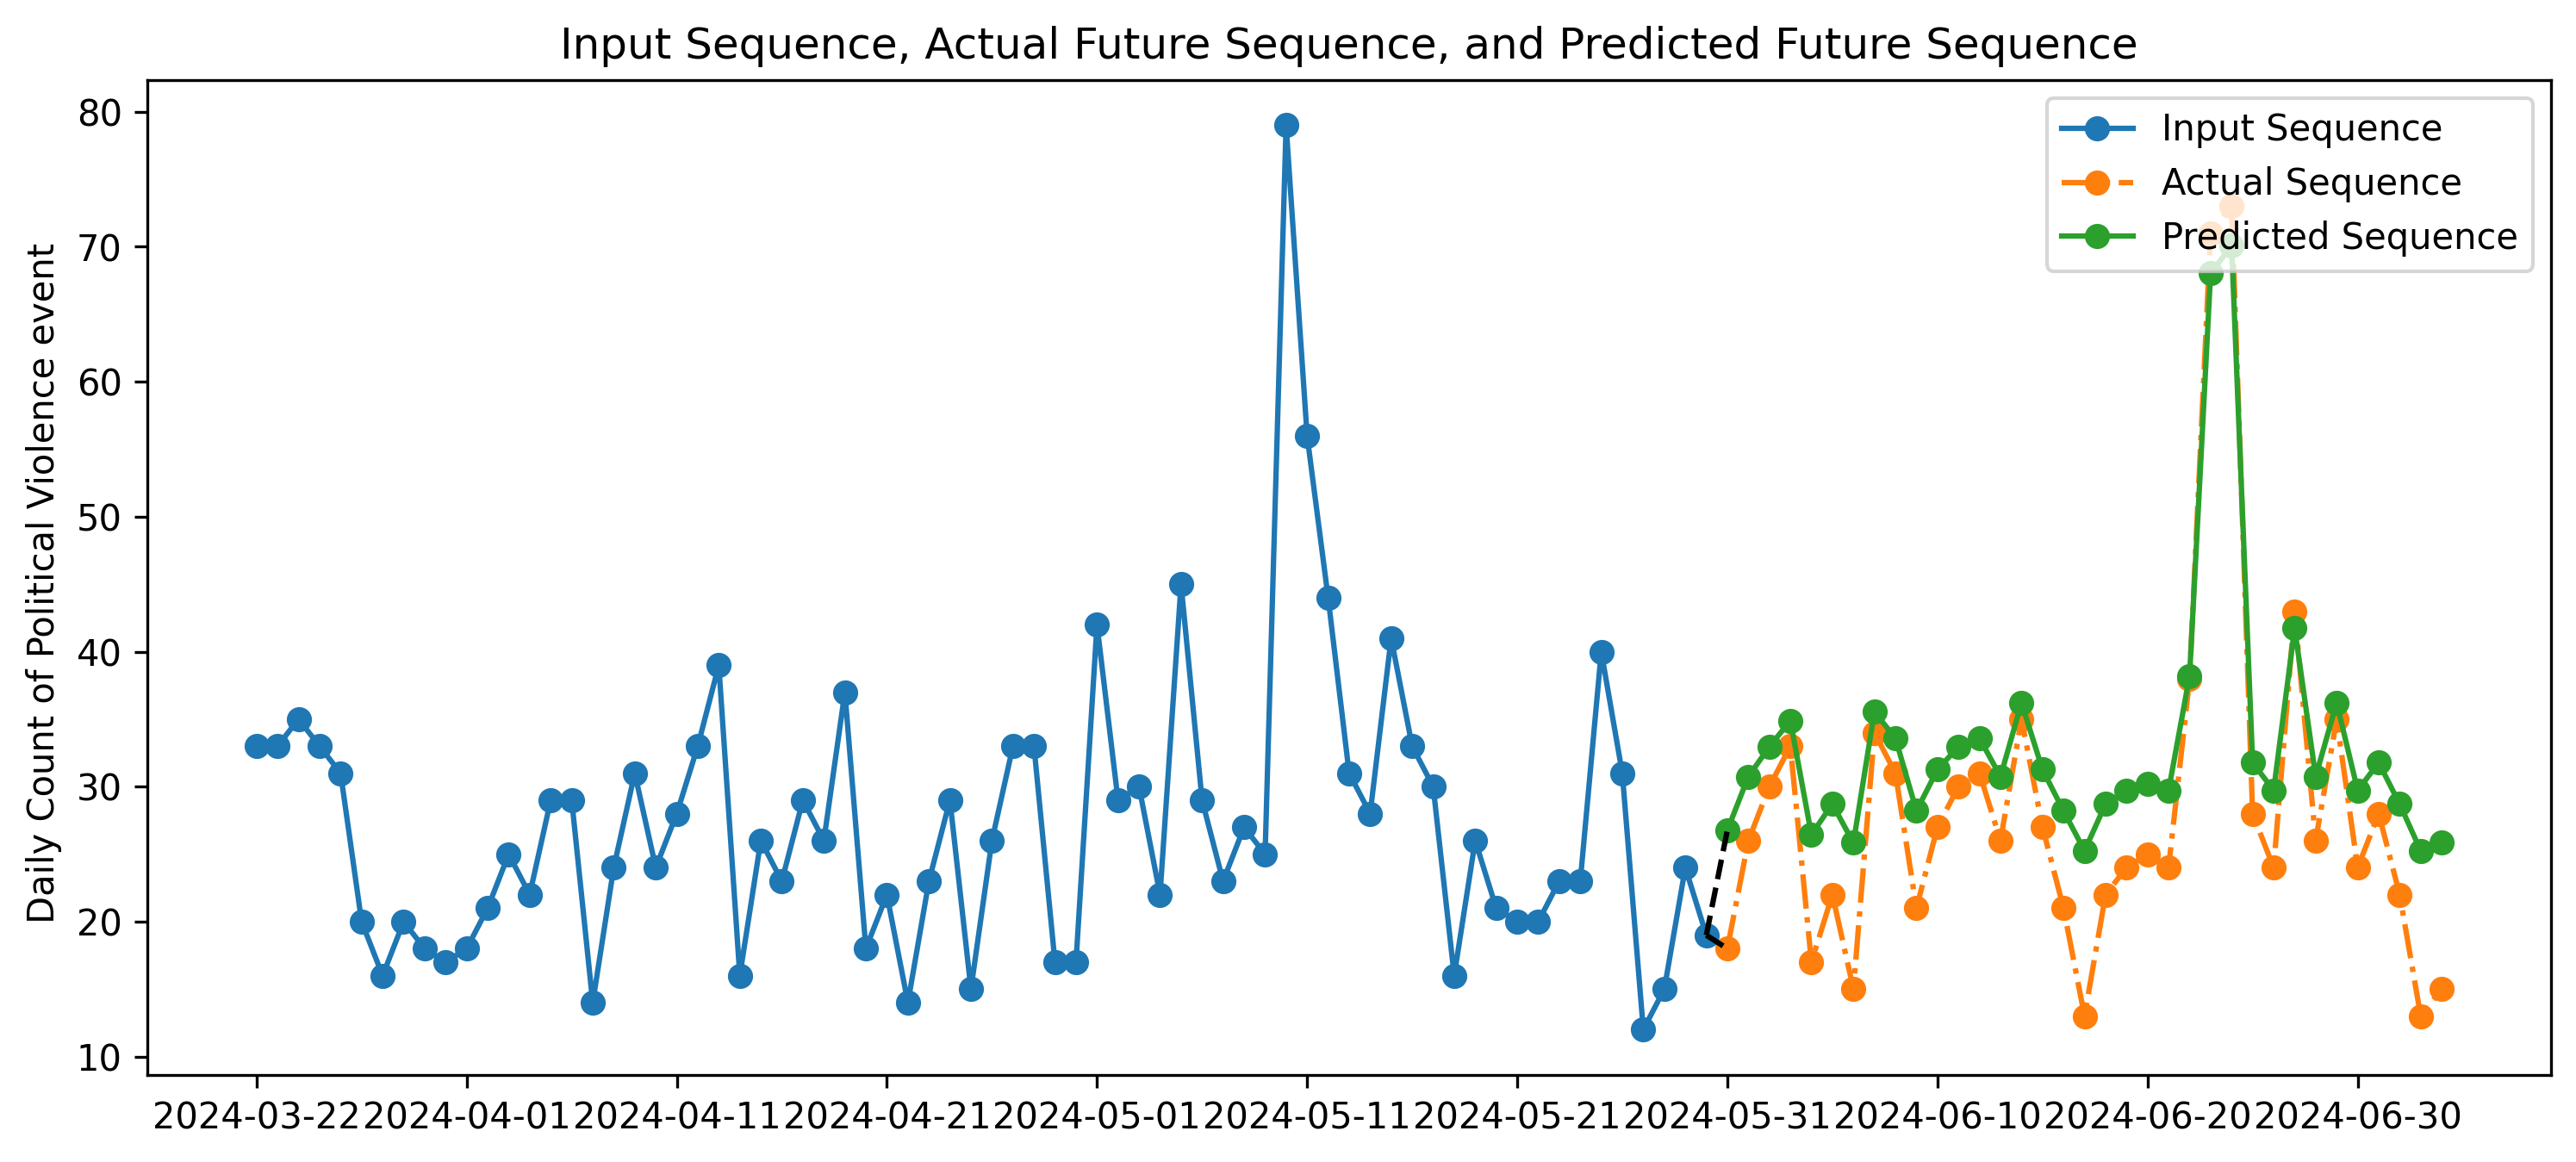 Input Sequence, Actual Future Sequence, and Predicted Future Sequence
Daily Count of Political Violence event
80
70
60
50
40
30
20
10
Input Sequence
Actual Sequence
Predicted Sequence
2024-03-22 2024-04-01 2024-04-11 2024-04-21 2024-05-01 2024-05-11 2024-05-21 2024-05-31 2024-06-10 2024-06-20 2024-06-30